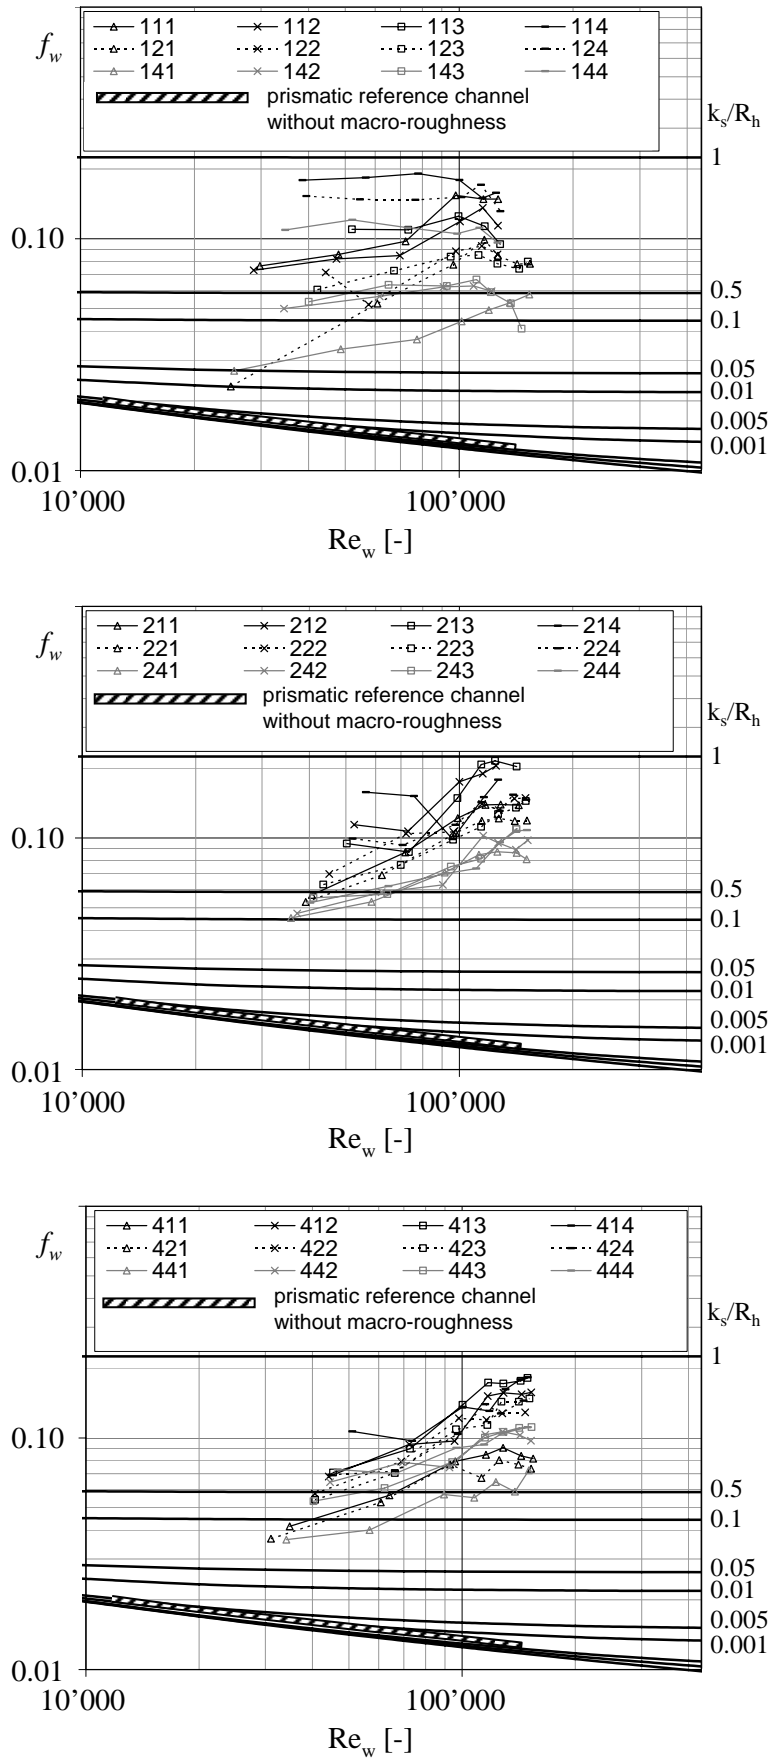 111 112 113 114
f_w 121 122 123 124
141 142 143 144
prismatic reference channel
without macro-roughness
k_s/R_h
1
0.10
0.5
0.1
0.05
0.01
0.005
0.001
0.01
10’000 100’000
Re_w [-]
211 212 213 214
f_w 221 222 223 224
241 242 243 244
prismatic reference channel
without macro-roughness
k_s/R_h
1
0.10
0.5
0.1
0.05
0.01
0.005
0.001
0.01
10’000 100’000
Re_w [-]
411 412 413 414
f_w 421 422 423 424
441 442 443 444
prismatic reference channel
without macro-roughness
k_s/R_h
1
0.10
0.5
0.1
0.05
0.01
0.005
0.001
0.01
10’000 100’000
Re_w [-]